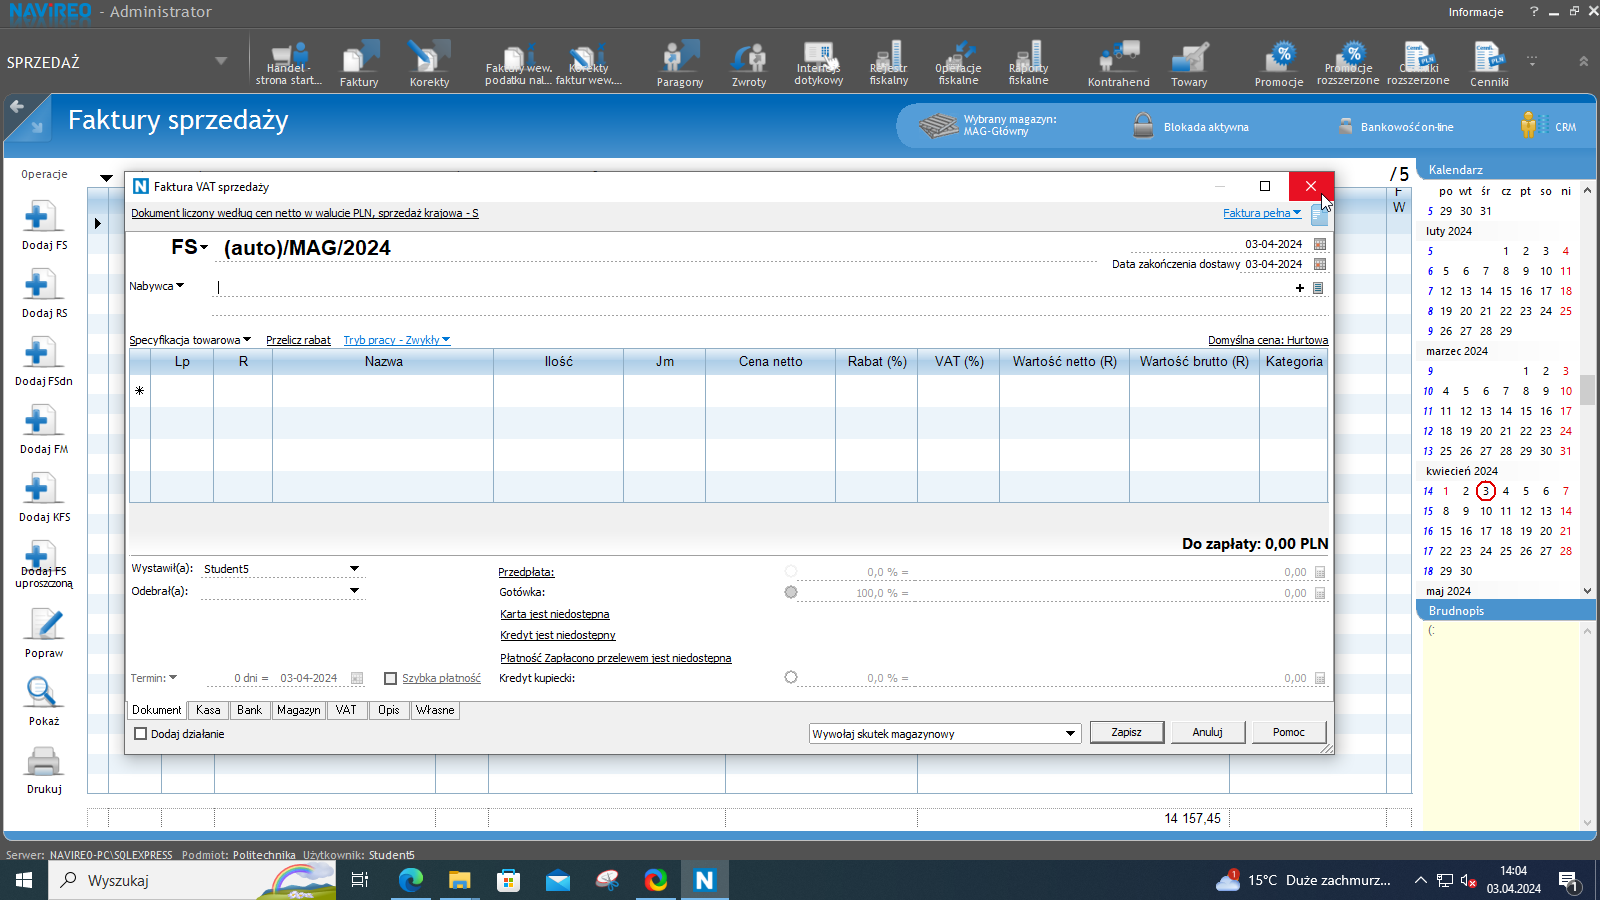 NAVIREO - Administrator
Informacje
?
SPRZEDAŻ
Handel - strona start...
Faktury
Korekty
Faktury wew. podatku nal...
Korekty faktur wew....
Paragony
Zwroty
Interfejs dotykowy
Rejestr fiskalny
Operacje fiskalne
Raporty fiskalne
Kontrahend
Towary
Promocje
Promocje rozszerzone
Cenniki rozszerzone
Cenniki
Faktury sprzedaży
Wybrany magazyn:
MAG-Główny
Blokada aktywna
Bankowość on-line
CRM
Operacje
Dodaj FS
Dodaj RS
Dodaj FSdn
Dodaj FM
Dodaj KFS
Dodaj FS
uproszczoną
Popraw
Pokaż
Drukuj
/5
F
W
Faktura VAT sprzedaży
Dokument liczony według cen netto w walucie PLN, sprzedaż krajowa - S
Faktura pełna
FS (auto)/MAG/2024
03-04-2024
Data zakończenia dostawy 03-04-2024
Nabywca
Specyfikacja towarowa Przelicz rabat Tryb pracy - Zwykły
Domyślna cena: Hurtowa
Lp R Nazwa Ilość Jm Cena netto Rabat (%) VAT (%) Wartość netto (R) Wartość brutto (R) Kategoria
Do zapłaty: 0,00 PLN
Wystawił(a): Student5
Odebrał(a):
Przedpłata: 0,0 % = 0,00
Gotówka: 100,0 % = 0,00
Karta jest niedostępna
Kredyt jest niedostępny
Płatność Zapłacono przelewem jest niedostępna
Termin: 0 dni = 03-04-2024 Szybka płatność
Kredyt kupiecki: 0,0 % = 0,00
Dokument Kasa Bank Magazyn VAT Opis Własne
Dodaj działanie
Wywołaj skutek magazynowy
Zapisz
Anuluj
Pomoc
14 157,45
Kalendarz
po wt śr cz pt so ni
5 29 30 31
luty 2024
5 1 2 3 4
6 5 6 7 8 9 10 11
7 12 13 14 15 16 17 18
8 19 20 21 22 23 24 25
9 26 27 28 29
marzec 2024
9 1 2 3
10 4 5 6 7 8 9 10
11 11 12 13 14 15 16 17
12 18 19 20 21 22 23 24
13 25 26 27 28 29 30 31
kwiecień 2024
14 1 2 3 4 5 6 7
15 8 9 10 11 12 13 14
16 15 16 17 18 19 20 21
17 22 23 24 25 26 27 28
18 29 30
maj 2024
Brudnopis
(:
Serwer: NAVIREO-PC\SQLEXPRESS Podmiot: Politechnika Użytkownik: Student5
Wyszukaj
1
15°C Duże zachmurz...
14:04
03.04.2024
1